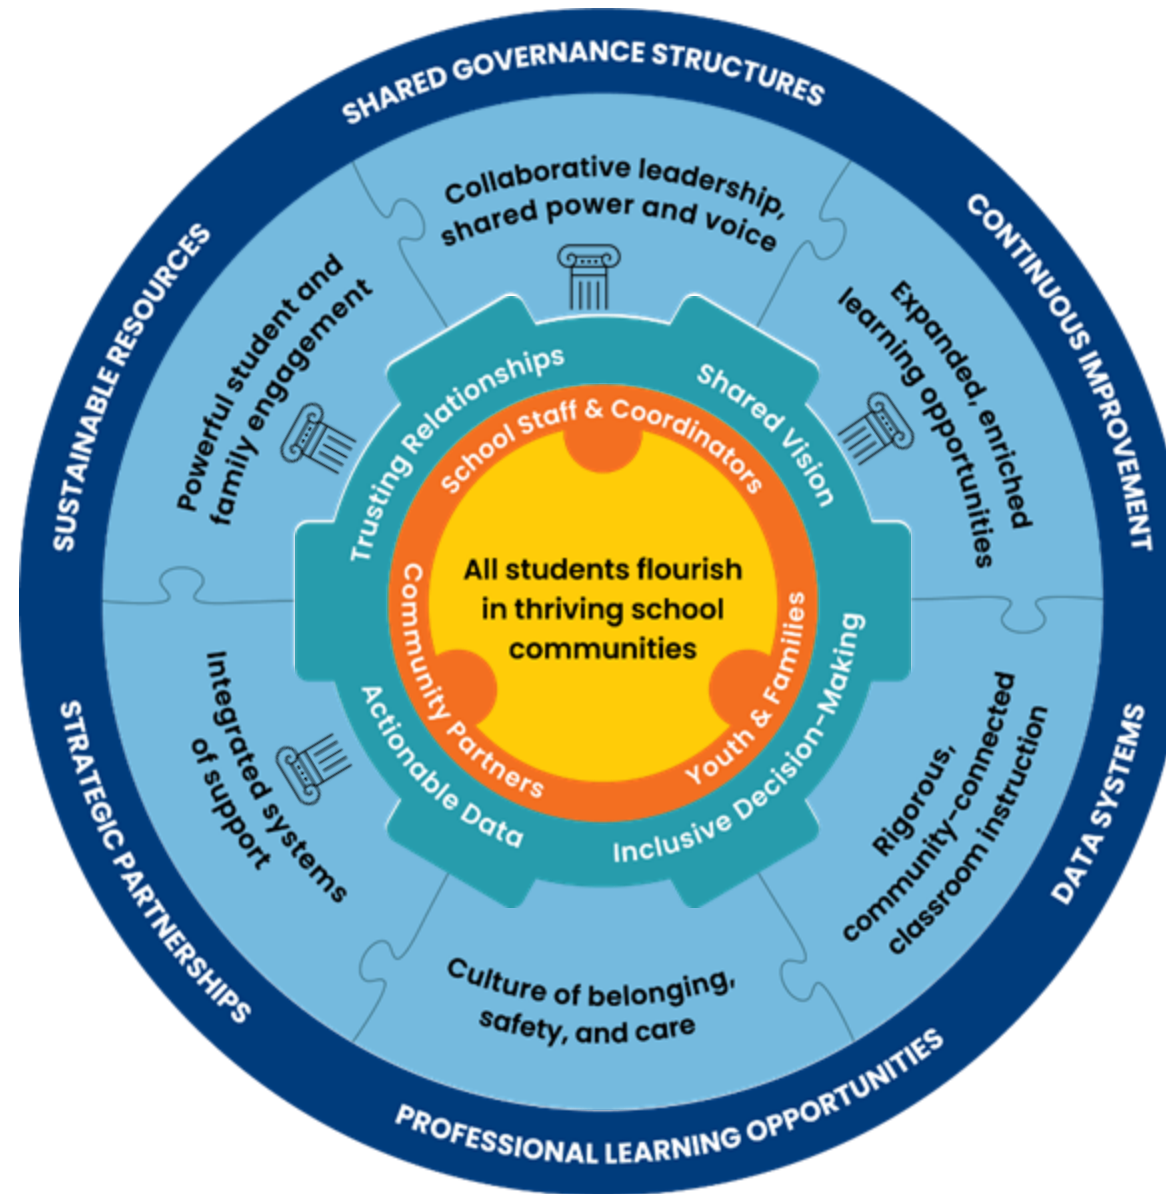 SHARED GOVERNANCE STRUCTURES
CONTINUOUS IMPROVEMENT
DATA SYSTEMS
PROFESSIONAL LEARNING OPPORTUNITIES
STRATEGIC PARTNERSHIPS
SUSTAINABLE RESOURCES
Collaborative leadership,
shared power and voice
Expanded, enriched
learning opportunities
Rigorous,
community-connected
classroom instruction
Culture of belonging,
safety, and care
Integrated systems
of support
Powerful student and
family engagement
Trusting Relationships
Shared Vision
Inclusive Decision-Making
Actionable Data
School Staff & Coordinators
Youth & Families
Community Partners
All students flourish
in thriving school
communities